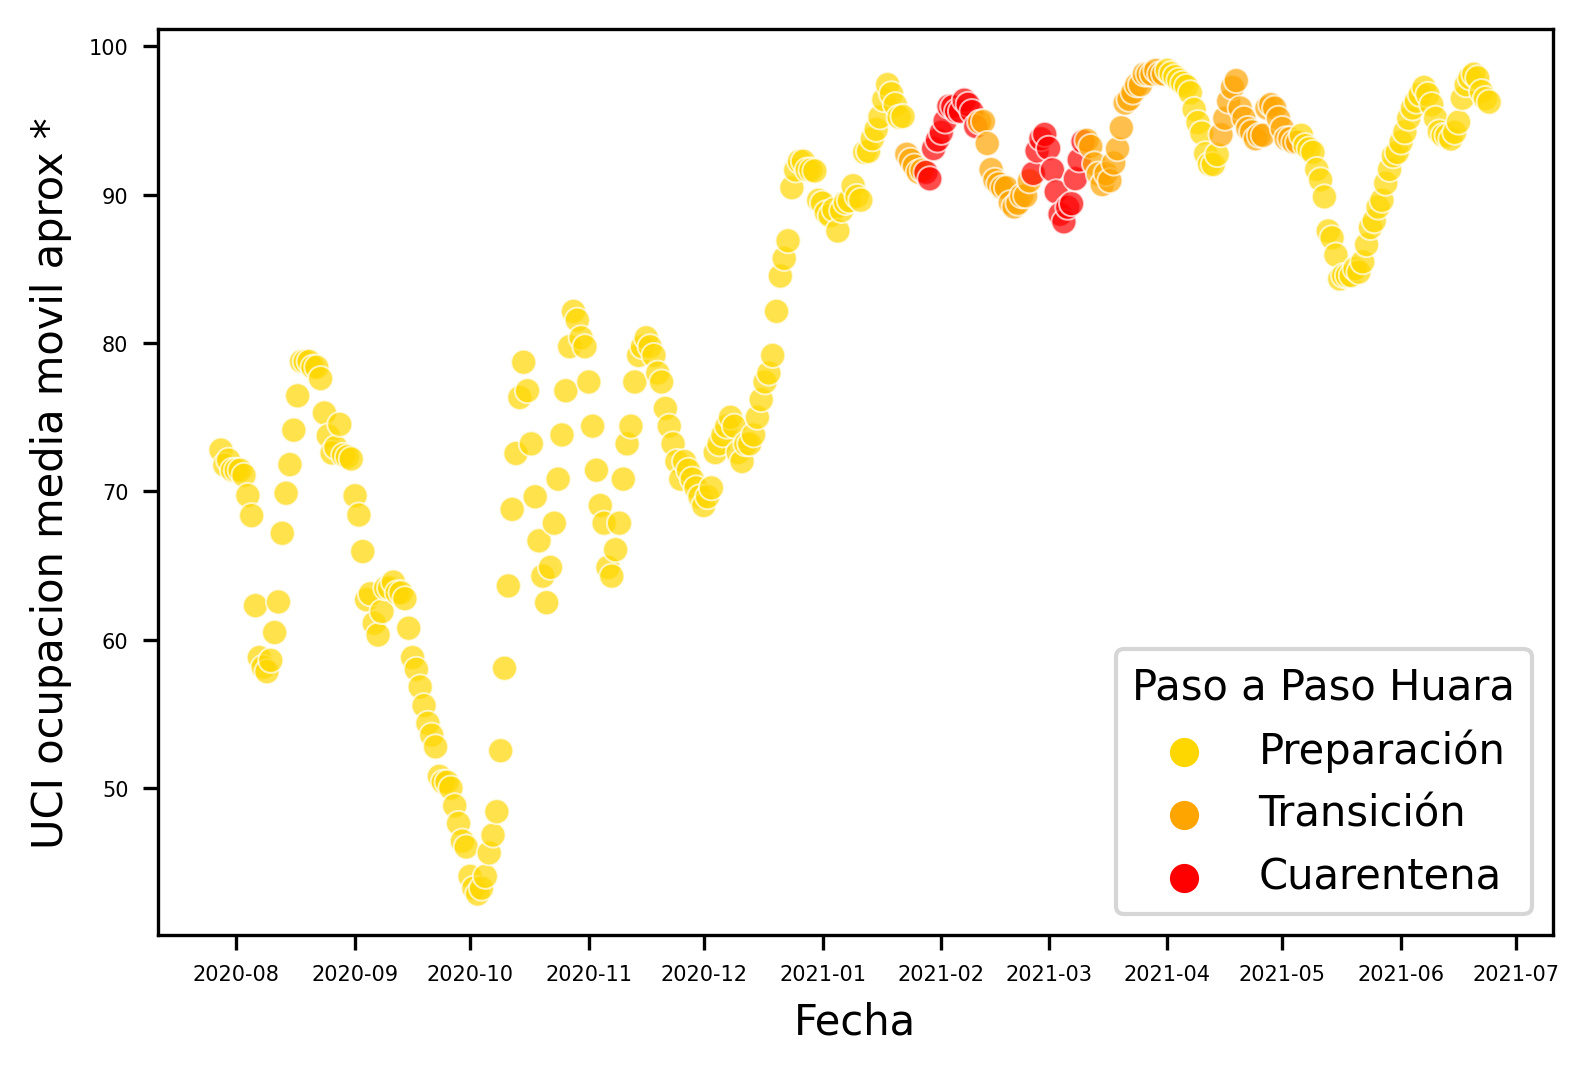 UCI ocupacion media movil aprox *
100
90
80
70
60
50
Paso a Paso Huara
Preparación
Transición
Cuarentena
2020-08 2020-09 2020-10 2020-11 2020-12 2021-01 2021-02 2021-03 2021-04 2021-05 2021-06 2021-07
Fecha